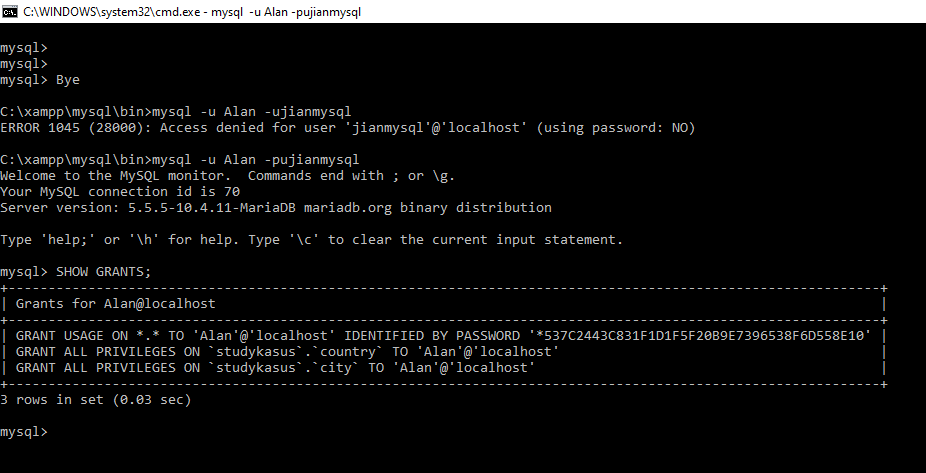 C:\WINDOWS\system32\cmd.exe - mysql -u Alan -pujianmysql
mysql>
mysql>
mysql> Bye
C:\xampp\mysql\bin>mysql -u Alan -ujianmysql
ERROR 1045 (28000): Access denied for user 'jianmysql'@'localhost' (using password: NO)
C:\xampp\mysql\bin>mysql -u Alan -pujianmysql
Welcome to the MySQL monitor.  Commands end with ; or \g.
Your MySQL connection id is 70
Server version: 5.5.5-10.4.11-MariaDB mariadb.org binary distribution
Type 'help;' or '\h' for help. Type '\c' to clear the current input statement.
mysql> SHOW GRANTS;
+--------------------------------------------------------------------------------------------------------------+
| Grants for Alan@localhost                                                                                    |
+--------------------------------------------------------------------------------------------------------------+
| GRANT USAGE ON *.* TO 'Alan'@'localhost' IDENTIFIED BY PASSWORD '*537C2443C831F1D1F5F20B9E7396538F6D558E10' |
| GRANT ALL PRIVILEGES ON `studykasus`.`country` TO 'Alan'@'localhost'                                         |
| GRANT ALL PRIVILEGES ON `studykasus`.`city` TO 'Alan'@'localhost'                                            |
+--------------------------------------------------------------------------------------------------------------+
3 rows in set (0.03 sec)
mysql>